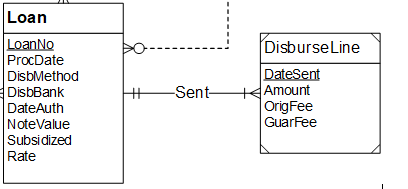 Loan
LoanNo
ProcDate
DisbMethod
DisbBank
DateAuth
NoteValue
Subsidized
Rate
Sent
DisburseLine
DateSent
Amount
OrigFee
GuarFee